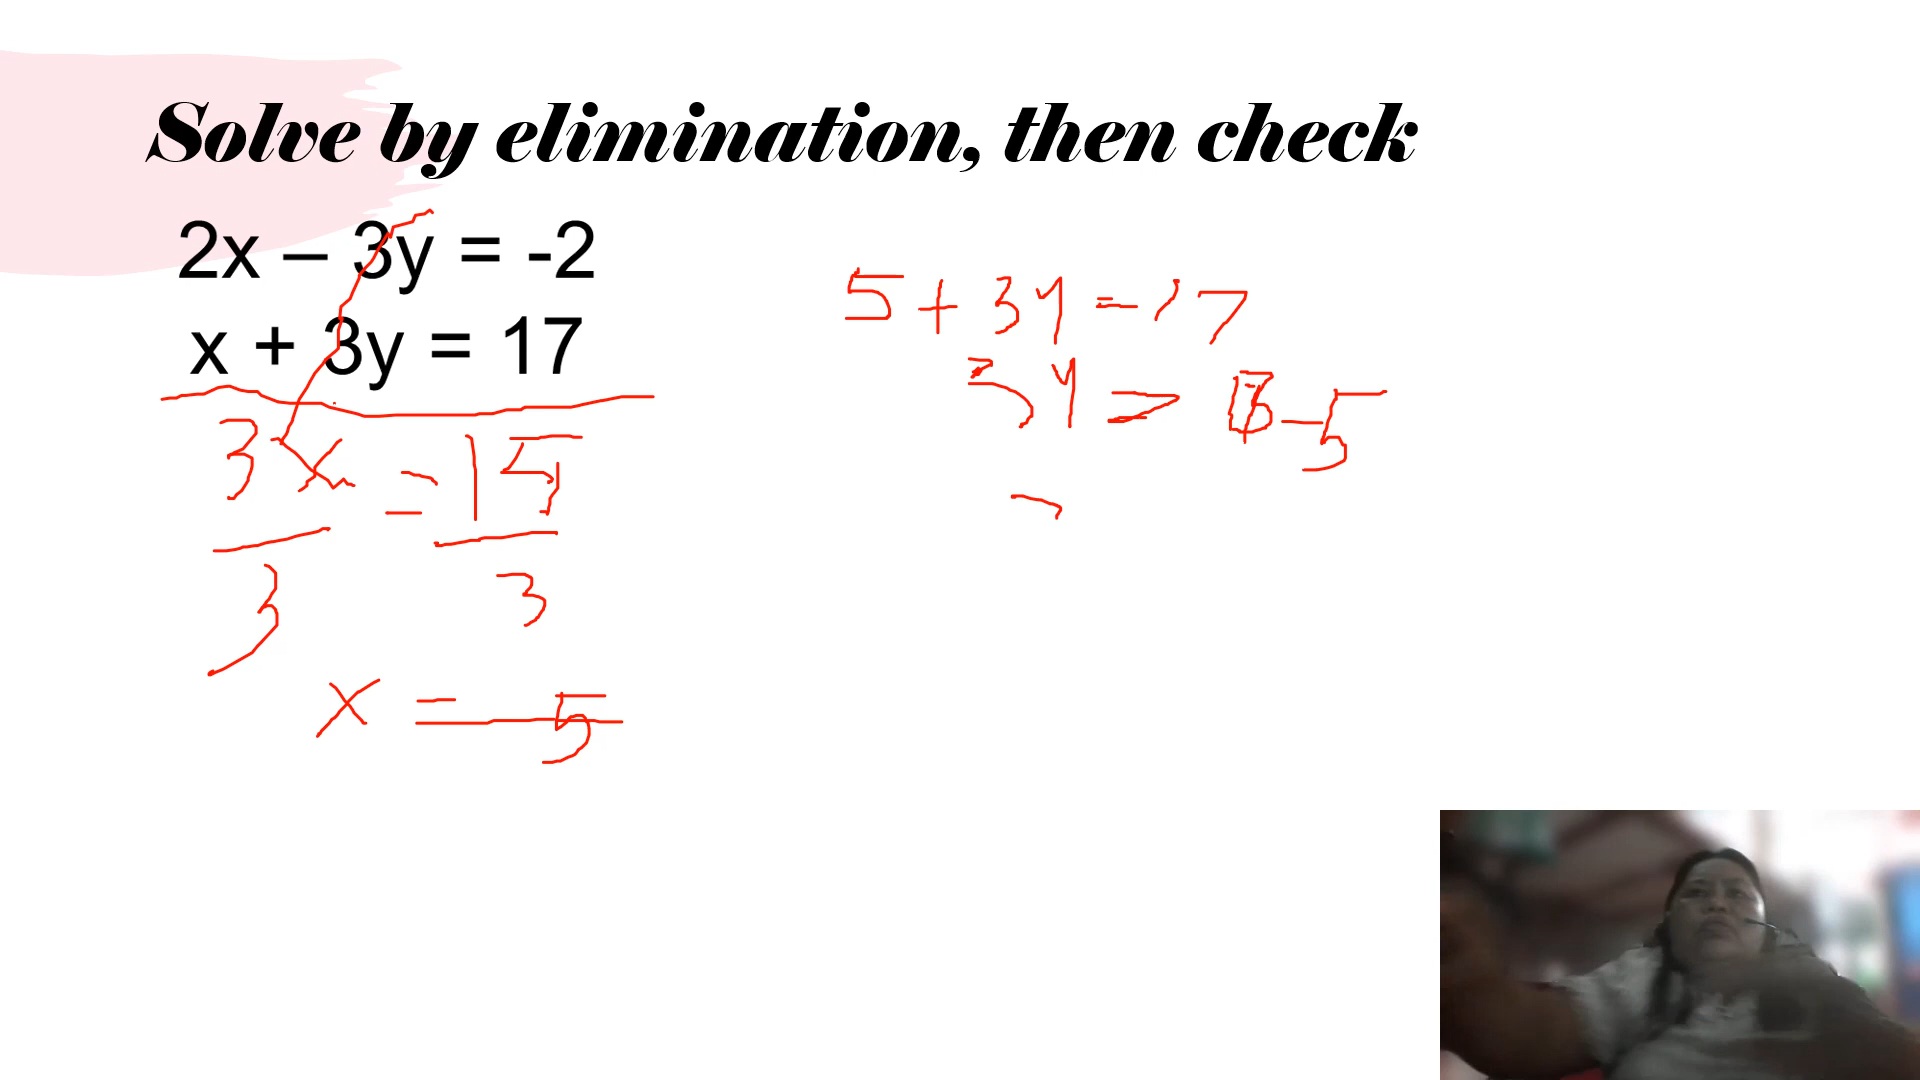 Solve by elimination, then check
2x – 3y = -2
x + 3y = 17
3x = 15
3 3
x = 5
5 + 3y = 17
3y = - 5